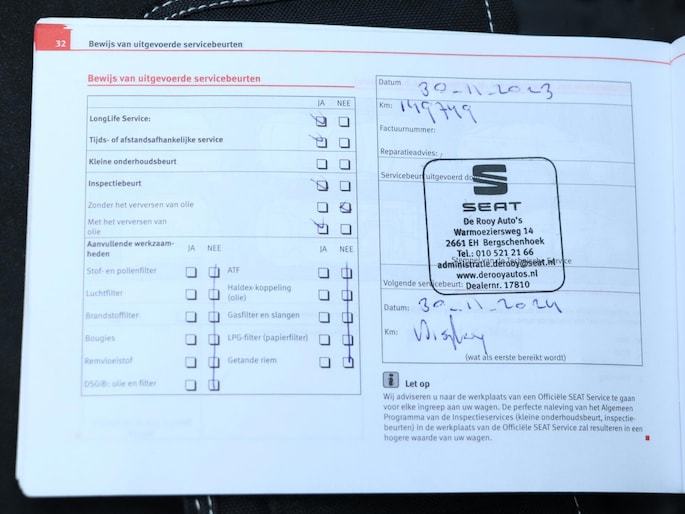 32 Bewijs van uitgevoerde servicebeurten
Bewijs van uitgevoerde servicebeurten
JA NEE
LongLife Service:
Tijds- of afstandsafhankelijke service
Kleine onderhoudsbeurt
Inspectiebeurt
Zonder het verversen van olie
Met het verversen van
olie
Aanvullende werkzaam-
heden
JA NEE JA NEE
Stof- en pollenfilter ATF
Luchtfilter Haldex-koppeling
(olie)
Brandstoffilter Gasfilter en slangen
Bougies LPG-filter (papierfilter)
Remvloeistof Getande riem
DSG®: olie en filter
Datum 30-11-2023
Km: 149749
Factuurnummer:
Reparatieadvies:
Servicebeurt uitgevoerd door
SEAT
De Rooy Auto's
Warmoeziersweg 14
2661 EH Bergschenhoek
Tel.: 010 521 21 66
administratie.derooy@seat.nl
www.derooyautos.nl
Dealernr. 17810
Volgende servicebeurt:
Datum: 30-11-2024
Km: Display
(wat als eerste bereikt wordt)
Let op
Wij adviseren u naar de werkplaats van een Officiële SEAT Service te gaan
voor elke ingreep aan uw wagen. De perfecte naleving van het Algemeen
Programma van de Inspectieservices (kleine onderhoudsbeurt, inspectie-
beurten) in de werkplaats van de Officiële SEAT Service zal resulteren in een
hogere waarde van uw wagen.